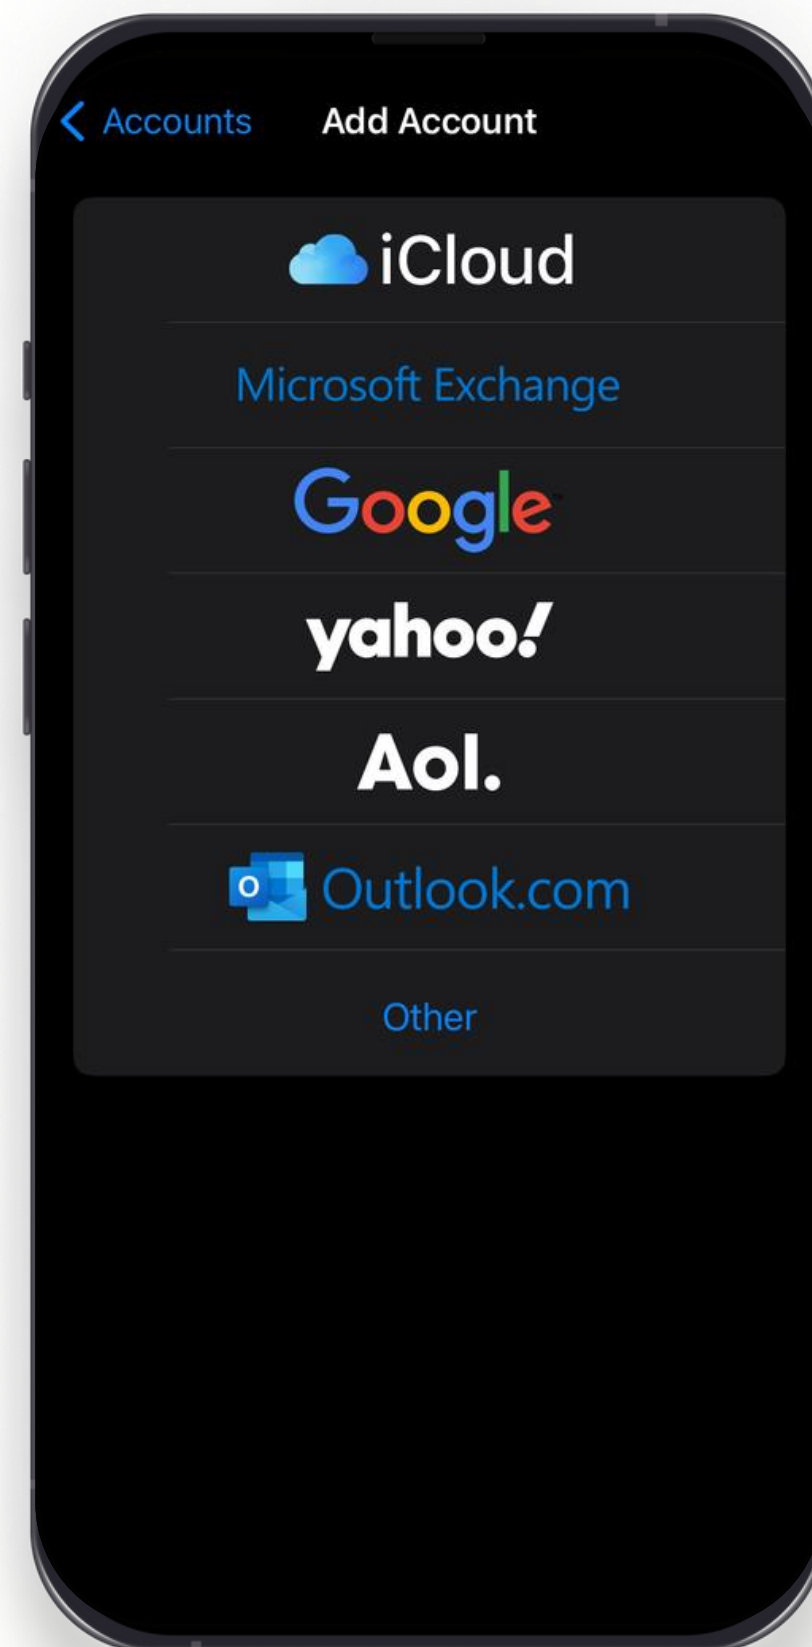 Accounts
Add Account
iCloud
Microsoft Exchange
Google
yahoo!
Aol.
Outlook.com
Other